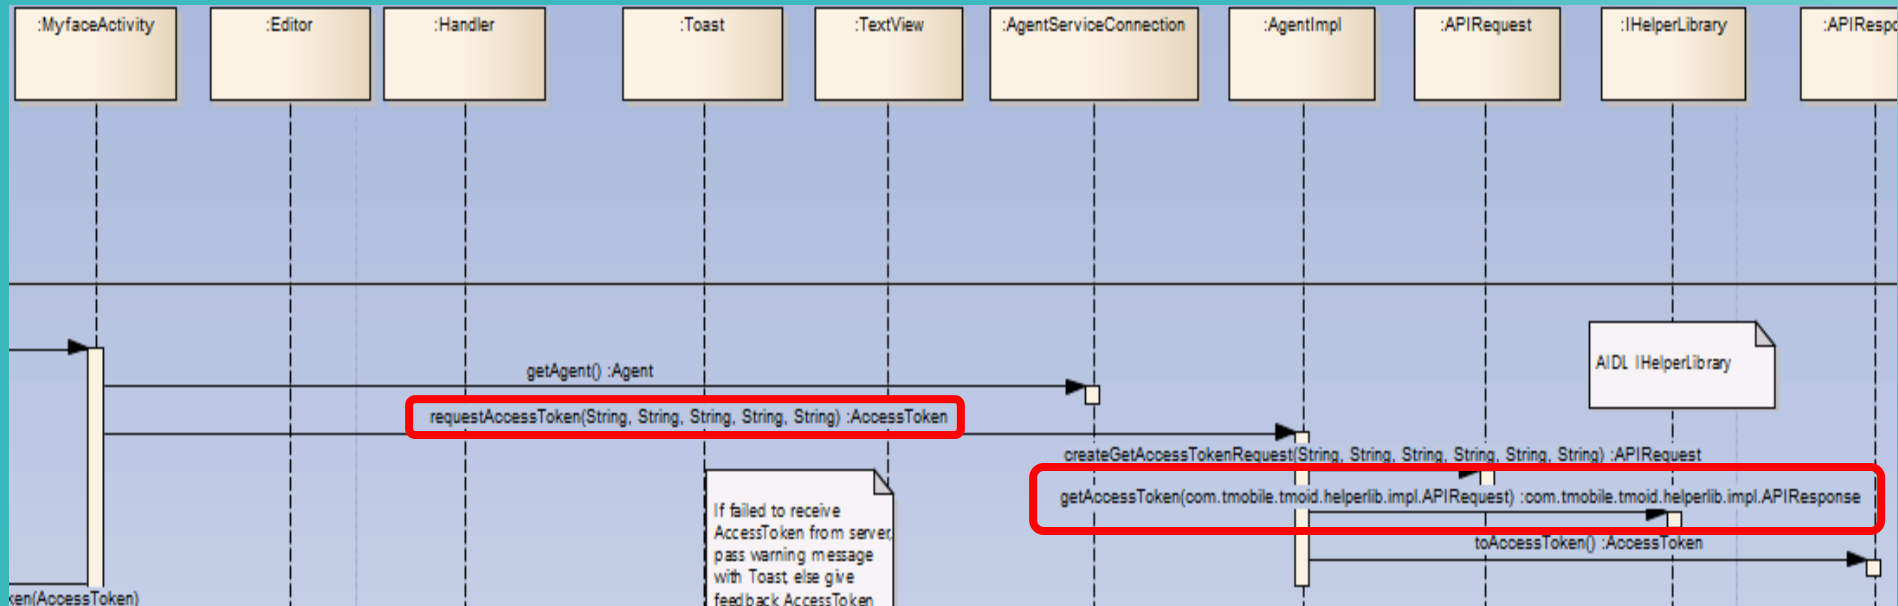 :MyfaceActivity
:Editor
:Handler
:Toast
:TextView
:AgentServiceConnection
:AgentImpl
:APIRequest
:IHelperLibrary
:APIRespo
AIDL IHelperLibrary
getAgent() :Agent
requestAccessToken(String, String, String, String, String) :AccessToken
createGetAccessTokenRequest(String, String, String, String, String, String) :APIRequest
getAccessToken(com.tmobile.tmoid.helperlib.impl.APIRequest) :com.tmobile.tmoid.helperlib.impl.APIResponse
toAccessToken() :AccessToken
If failed to receive
AccessToken from server,
pass warning message
with Toast, else give
feedback AccessToken
ken(AccessToken)